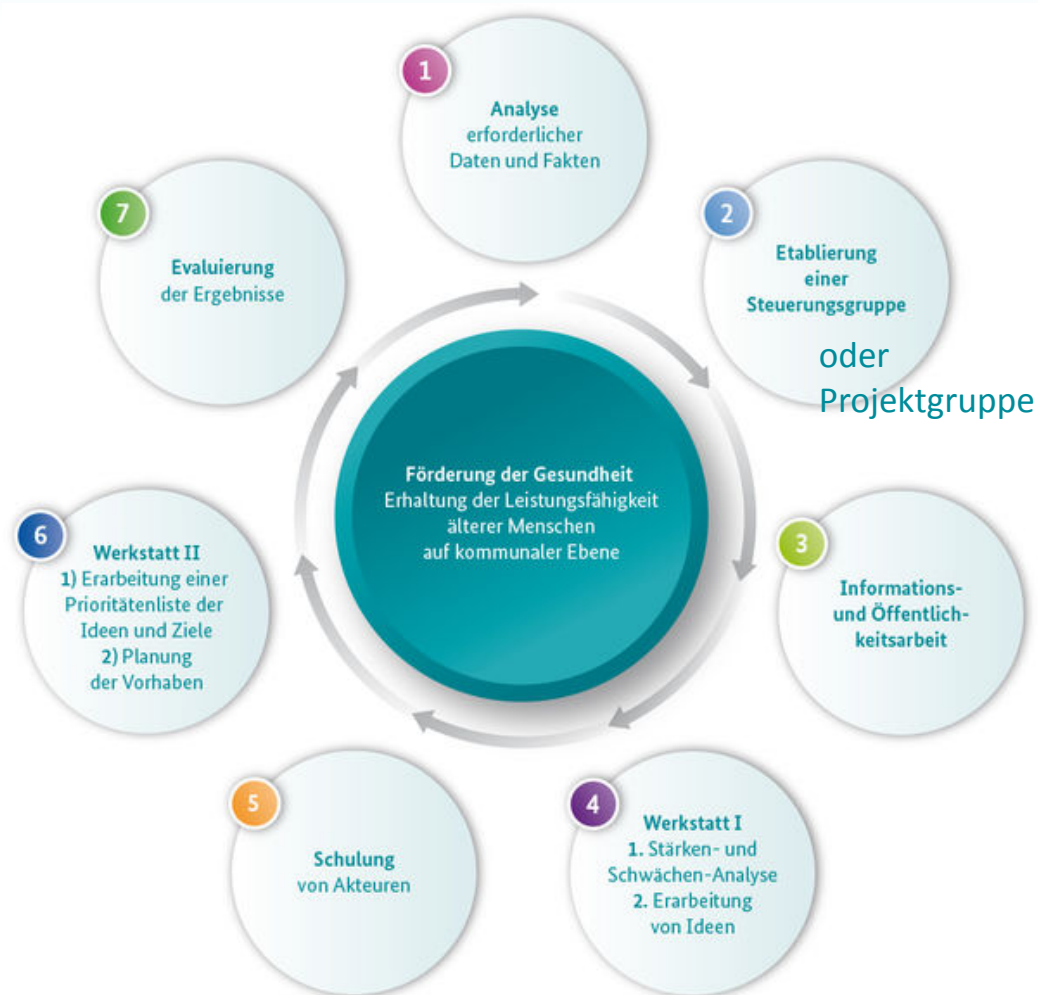 1
Analyse
erforderlicher
Daten und Fakten
2
Etablierung
einer
Steuerungsgruppe
oder
Projektgruppe
3
Informations-
und Öffentlich-
keitsarbeit
4
Werkstatt I
1. Stärken- und
Schwächen-Analyse
2. Erarbeitung
von Ideen
5
Schulung
von Akteuren
6
Werkstatt II
1) Erarbeitung einer
Prioritätenliste der
Ideen und Ziele
2) Planung
der Vorhaben
7
Evaluierung
der Ergebnisse
Förderung der Gesundheit
Erhaltung der Leistungsfähigkeit
älterer Menschen
auf kommunaler Ebene